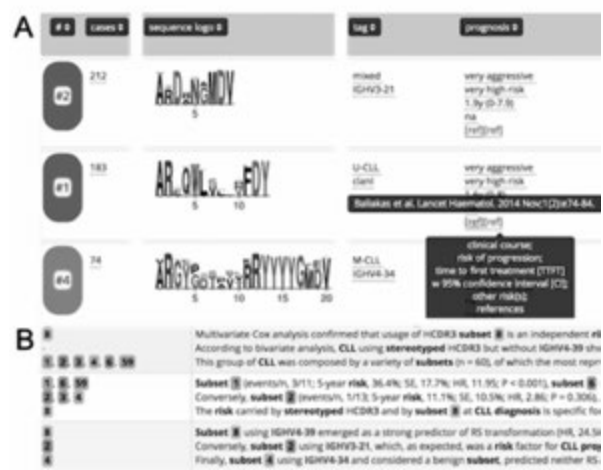 A
# cases sequence logo tag prognosis
#2 212 mixed very aggressive
IGHV3-21 very high risk
1.9y (0-7.9)
na
[ref][ref]
5
#1 183 U-CLL very aggressive
clanI very high risk
Baliakas et al. Lancet Haematol. 2014 Nov;1(2):e74-84.
[ref][ref]
5 10
clinical course;
risk of progression;
time to first treatment [TTFT]
w 95% confidence interval [CI];
other risk(s);
references
#4 74 M-CLL
IGHV4-34
5 10 15 20
B
8 Multivariate Cox analysis confirmed that usage of HCDR3 subset 8 is an independent
- According to bivariate analysis, CLL using stereotyped HCDR3 but without IGHV4-39
1, 2, 3, 4, 6, 59 This group of CLL was composed by a variety of subsets (n = 60), of which the most
1, 6, 59 Subset 1 (events/n, 3/11; 5-year risk, 36.4%; SE, 17.7%; HR, 11.95; P < 0.001), subset 6
2, 3, 4 Conversely, subset 2 (events/n, 1/13; 5-year risk, 11.1%; SE, 10.5%; HR, 2.86; P = 0.306)...
8 The risk carried by stereotyped HCDR3 and by subset 8 at CLL diagnosis is specific
8 Subset 8 using IGHV4-39 emerged as a strong predictor of RS transformation (HR, 24.5
2 Conversely, subset 2 using IGHV3-21, which, as expected, was a risk factor for CLL
4 Finally, subset 4 using IGHV4-34 and considered a benign subset, predicted neither RS